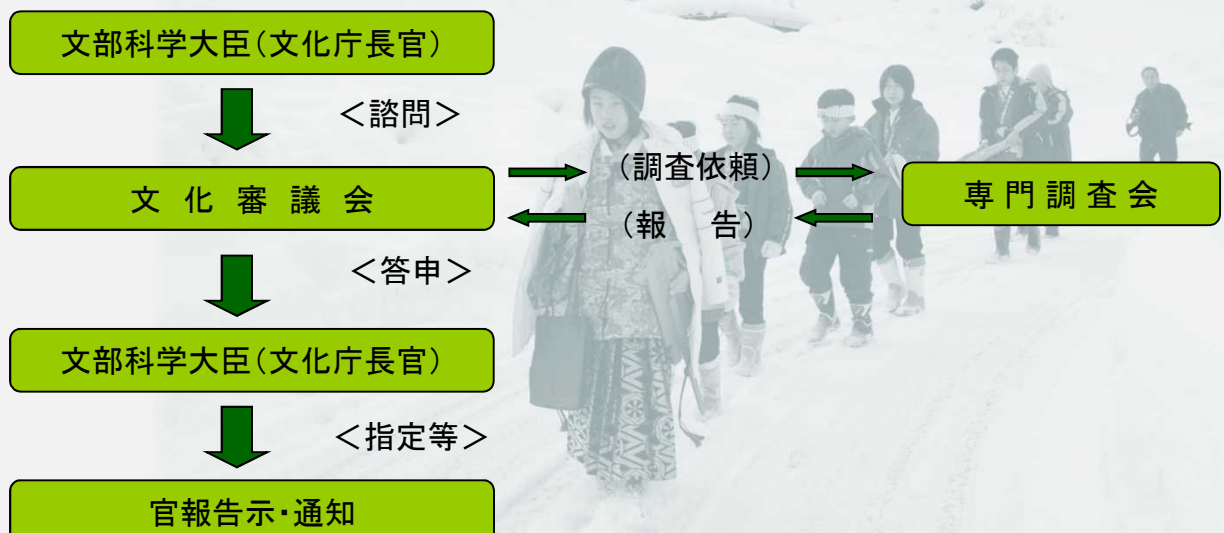 文部科学大臣(文化庁長官)
<諮問>
文化審議会
(調査依頼)
(報　告)
専門調査会
<答申>
文部科学大臣(文化庁長官)
<指定等>
官報告示・通知